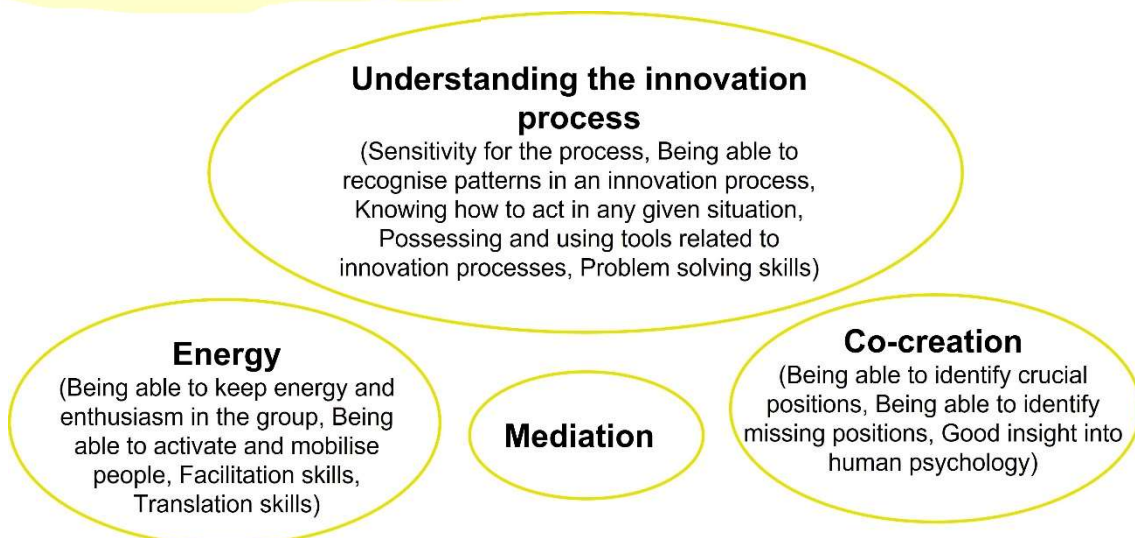 Understanding the innovation
process
(Sensitivity for the process, Being able to
recognise patterns in an innovation process,
Knowing how to act in any given situation,
Possessing and using tools related to
innovation processes, Problem solving skills)
Energy
(Being able to keep energy and
enthusiasm in the group, Being
able to activate and mobilise
people, Facilitation skills,
Translation skills)
Mediation
Co-creation
(Being able to identify crucial
positions, Being able to identify
missing positions, Good insight into
human psychology)